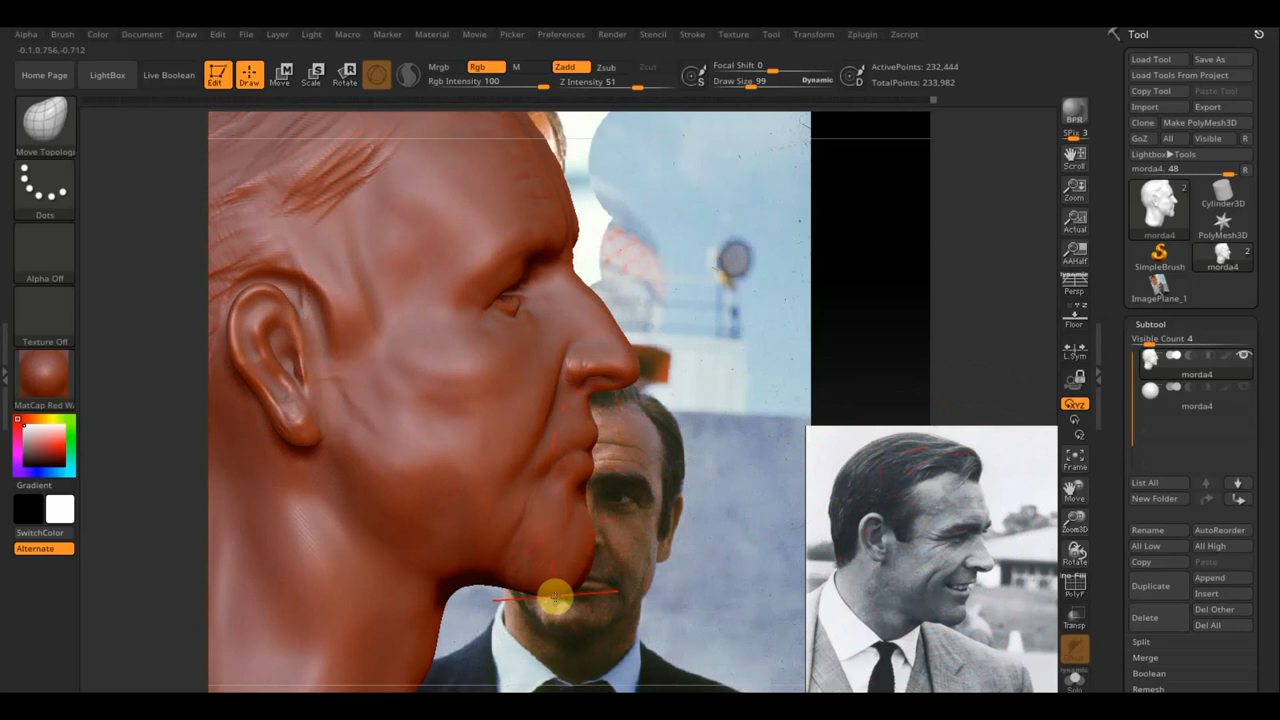 Alpha Brush Color Document Draw Edit File Layer Light Macro Marker Material Movie Picker Preferences Render Stencil Stroke Texture Tool Transform Zplugin Zscript
Tool
-0.1,0.756,-0.712
Home Page
LightBox
Live Boolean
Edit
Draw
Move
Scale
Rotate
Mrgb Rgb M
Rgb Intensity 100
Zadd Zsub Zcut
Z Intensity 51
Focal Shift 0
Draw Size 99 Dynamic
ActivePoints: 232,444
TotalPoints: 233,982
Move Topologi
Dots
Alpha Off
Texture Off
MatCap Red Wa
Gradient
SwitchColor
Alternate
BPR
SPix 3
Scroll
Zoom
Actual
AAHalf
dynamic
Persp
Floor
L.Sym
XYZ
Frame
Move
Zoom3D
Rotate
PolyF
Transp
Ghost
Solo
Load Tool Save As
Load Tools From Project
Copy Tool Paste Tool
Import Export
Clone Make PolyMesh3D
GoZ All Visible R
Lightbox▶Tools
morda4. 48 R
2
Cylinder3D
morda4
PolyMesh3D
2
SimpleBrush
morda4
ImagePlane_1
Subtool
Visible Count 4
morda4
morda4
List All
New Folder
Rename AutoReorder
All Low All High
Copy Paste
Duplicate Append
Insert
Delete Del Other
Del All
Split
Merge
Boolean
Remesh